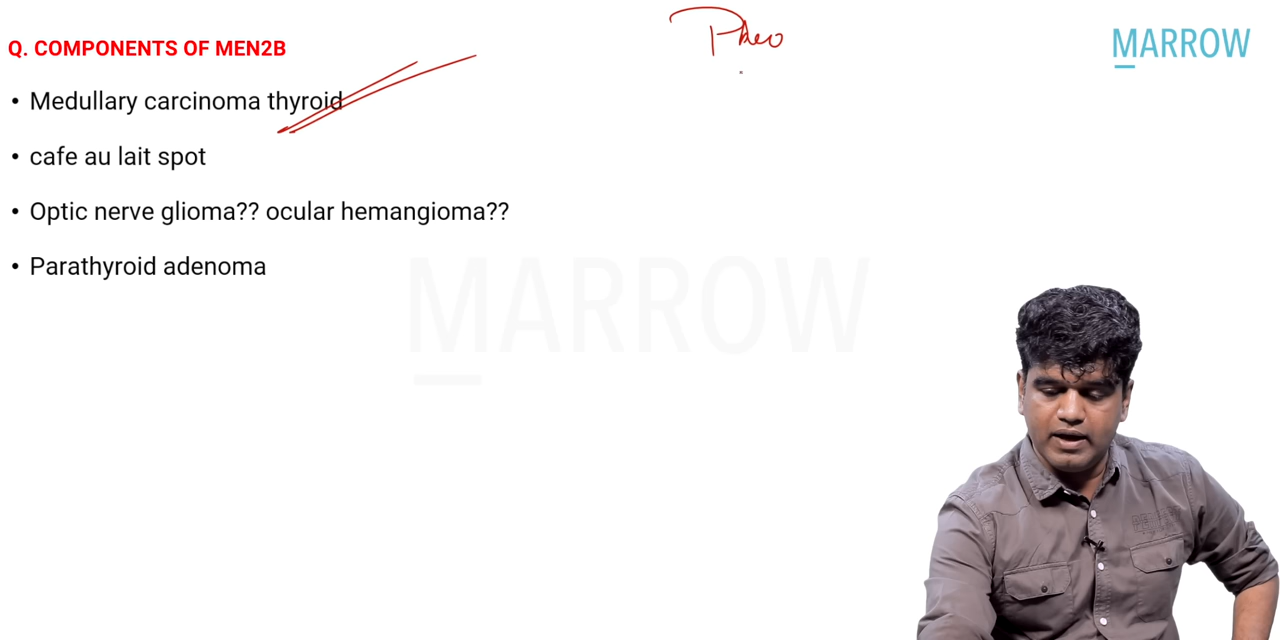 Pheo
MARROW
Q. COMPONENTS OF MEN2B
• Medullary carcinoma thyroid
• cafe au lait spot
• Optic nerve glioma?? ocular hemangioma??
• Parathyroid adenoma
MARROW